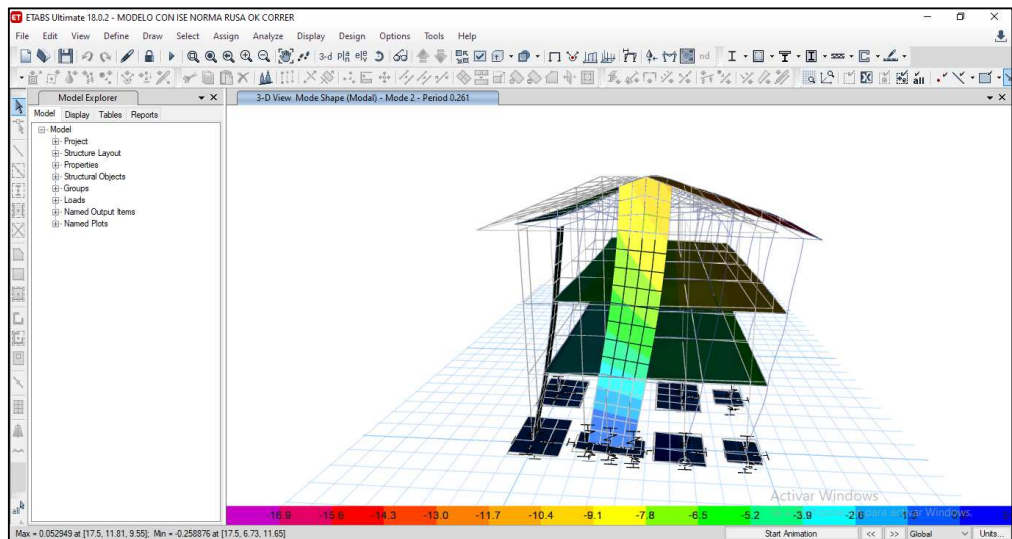 ETABS Ultimate 18.0.2 - MODELO CON ISE NORMA RUSA OK CORRER
File Edit View Define Draw Select Assign Analyze Display Design Options Tools Help
3-d
nd
all
Model Explorer
3-D View Mode Shape (Modal) - Mode 2 - Period 0.261
Model Display Tables Reports
Model
Project
Structure Layout
Properties
Structural Objects
Groups
Loads
Named Output Items
Named Plots
all
Activar Windows
-16.9 -15.6 -14.3 -13.0 -11.7 -10.4 -9.1 -7.8 -6.5 -5.2 -3.9 -2.6 para activar Windows.
Max = 0.052949 at [17.5, 11.81, 9.55]; Min = -0.258876 at [17.5, 6.73, 11.65] Start Animation << >> Global Units...